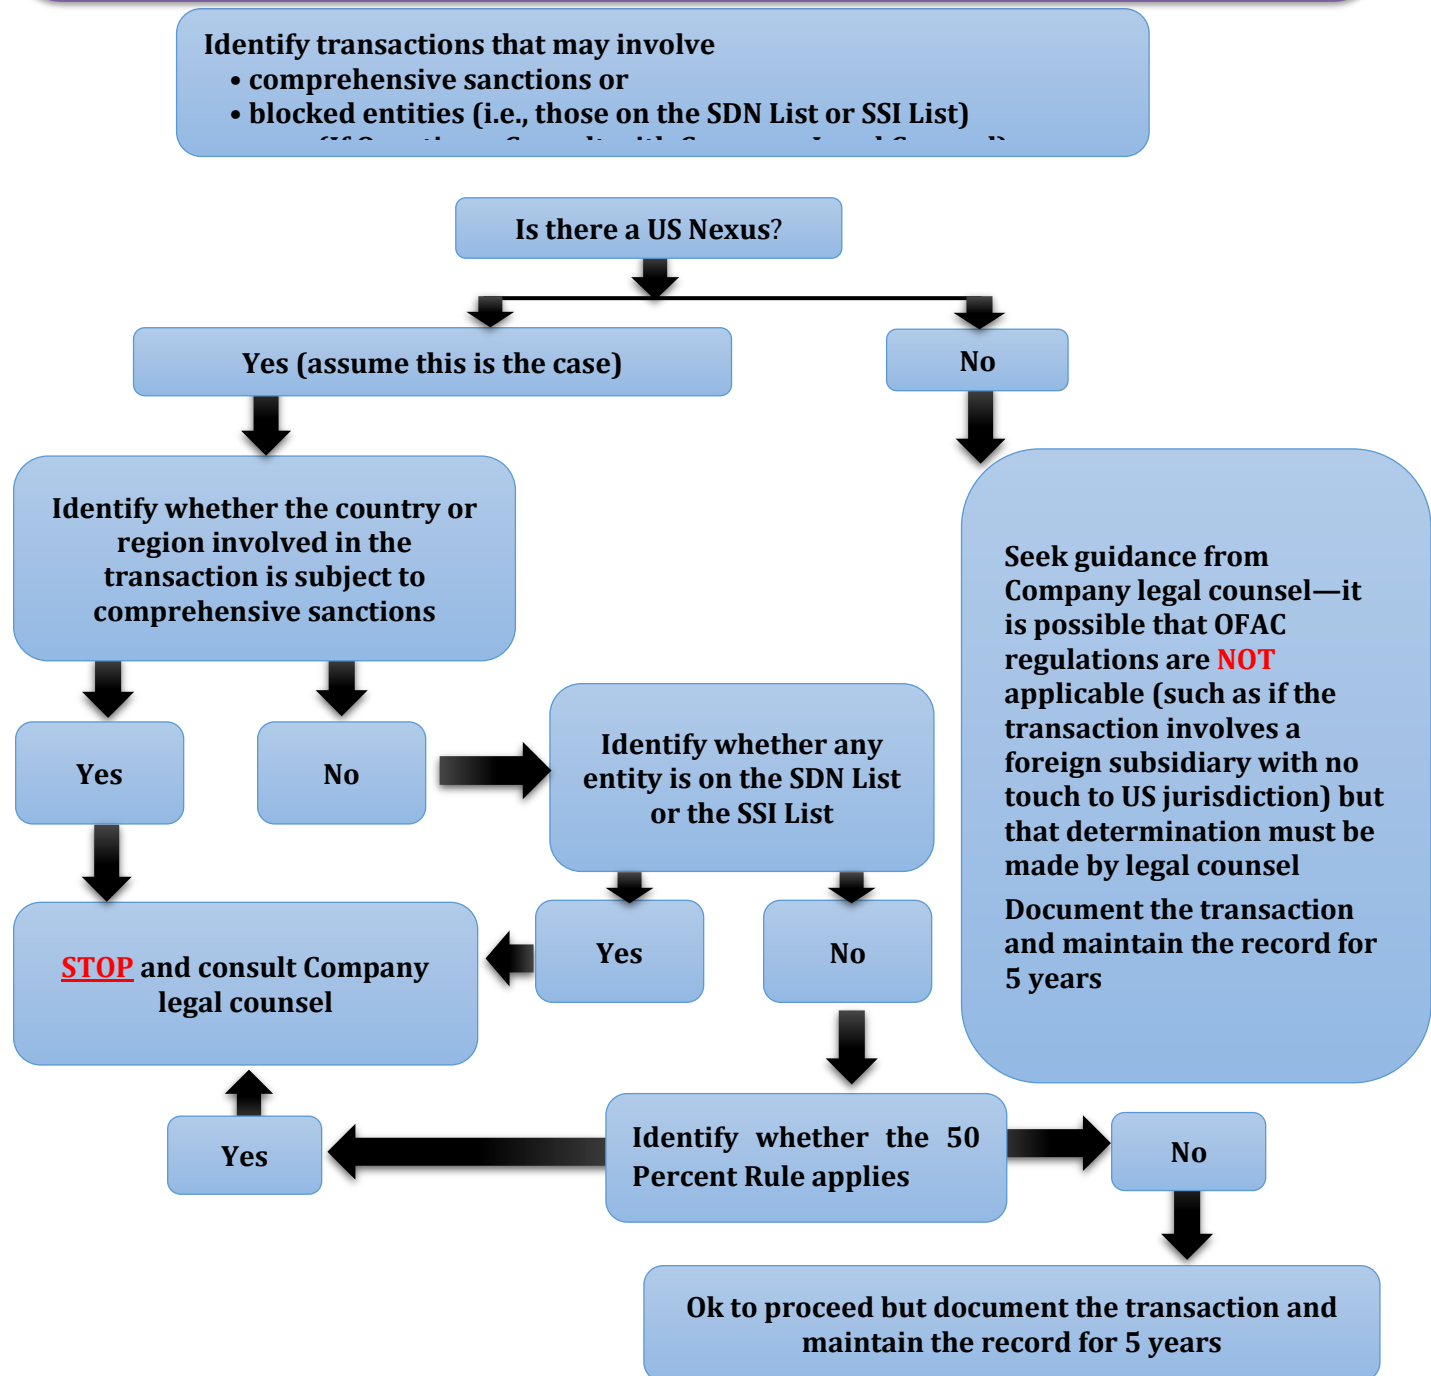 Identify transactions that may involve
• comprehensive sanctions or
• blocked entities (i.e., those on the SDN List or SSI List)
Is there a US Nexus?
Yes (assume this is the case)
No
Identify whether the country or
region involved in the
transaction is subject to
comprehensive sanctions
Seek guidance from
Company legal counsel—it
is possible that OFAC
regulations are NOT
applicable (such as if the
transaction involves a
foreign subsidiary with no
touch to US jurisdiction) but
that determination must be
made by legal counsel
Document the transaction
and maintain the record for
5 years
Yes
No
Identify whether any
entity is on the SDN List
or the SSI List
Yes
No
STOP and consult Company
legal counsel
Identify whether the 50
Percent Rule applies
Yes
No
Ok to proceed but document the transaction and
maintain the record for 5 years